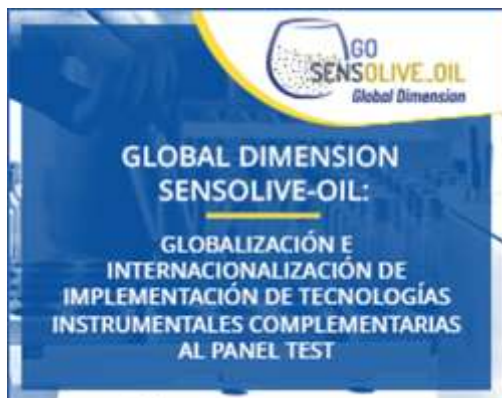 GO
SENSOLIVE_OIL
Global Dimension
GLOBAL DIMENSION
SENSOLIVE-OIL:
GLOBALIZACIÓN E
INTERNACIONALIZACIÓN DE
IMPLEMENTACIÓN DE TECNOLOGÍAS
INSTRUMENTALES COMPLEMENTARIAS
AL PANEL TEST